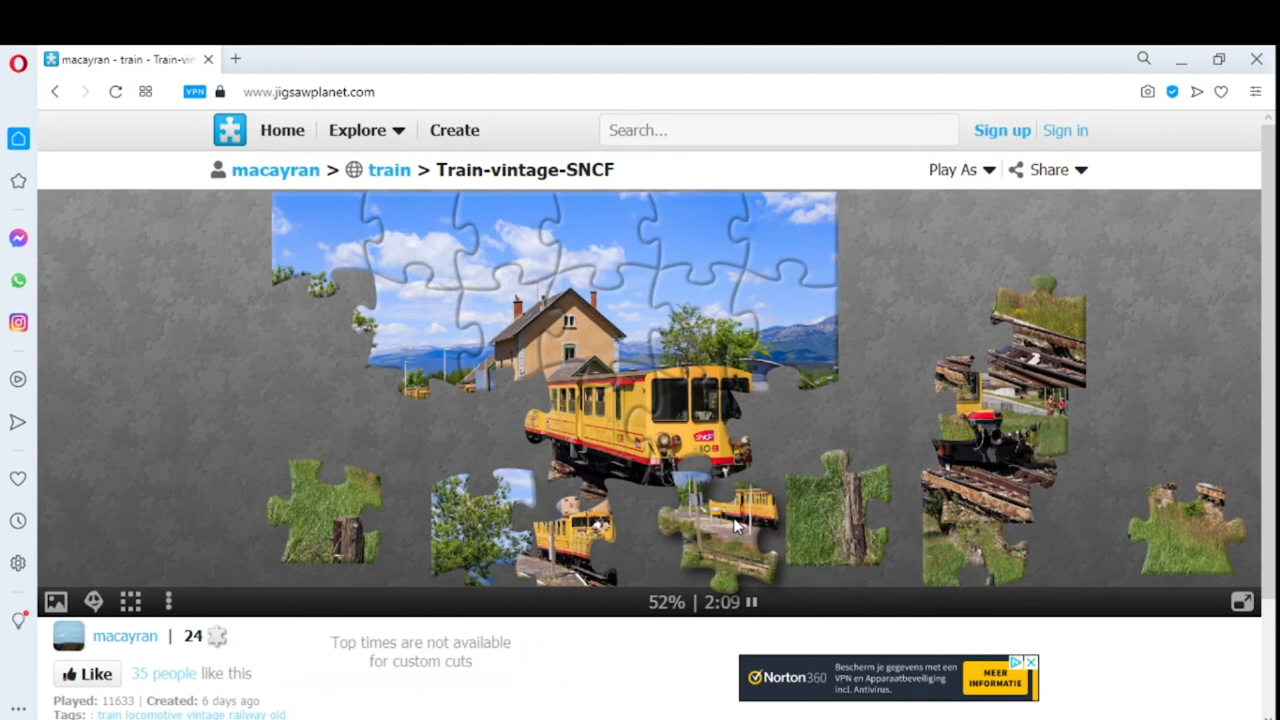 macayran - train - Train-vin
VPN
www.jigsawplanet.com
Home
Explore
Create
Search...
Sign up
Sign in
macayran > train > Train-vintage-SNCF
Play As
Share
SNCF
52% | 2:09
macayran | 24
Top times are not available
for custom cuts
Like
35 people like this
Played: 11633 | Created: 6 days ago
Tags: : train locomotive vintage railway old
Norton360
Bescherm je gegevens met een
VPN en Apparaatbeveiliging
incl. Antivirus.
MEER
INFORMATIE